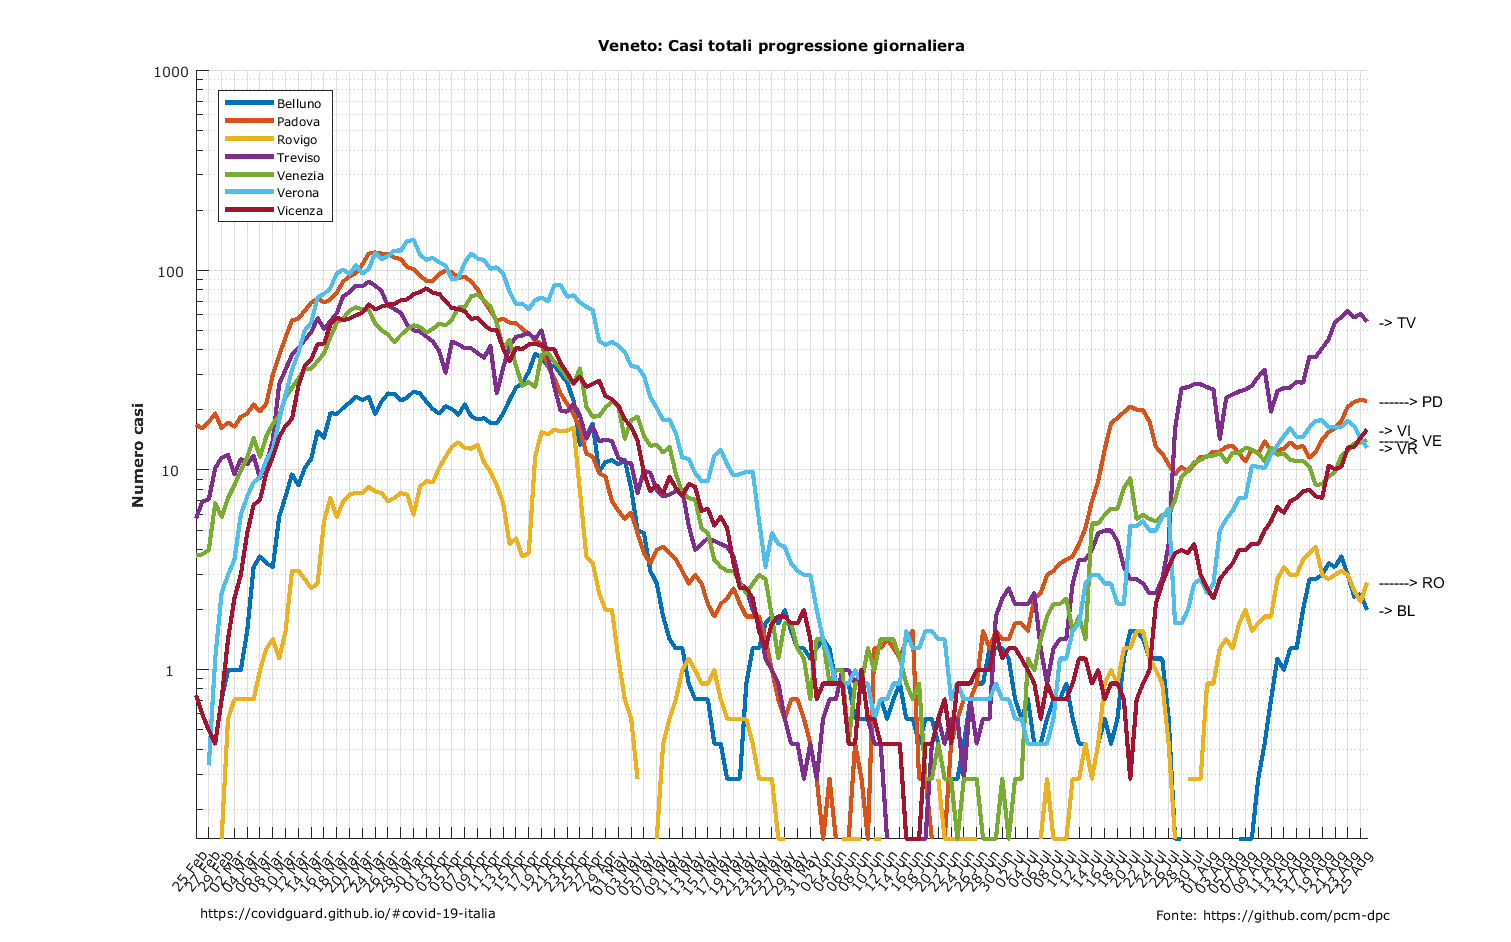 Veneto: Casi totali progressione giornaliera
1000
100
10
1
Numero casi
Belluno
Padova
Rovigo
Treviso
Venezia
Verona
Vicenza
-> TV
------> PD
-> VI
------> VE
-> VR
------> RO
-> BL
25 Feb
27 Feb
29 Feb
02 Mar
04 Mar
06 Mar
08 Mar
10 Mar
12 Mar
14 Mar
16 Mar
18 Mar
20 Mar
22 Mar
24 Mar
26 Mar
28 Mar
30 Mar
01 Apr
03 Apr
05 Apr
07 Apr
09 Apr
11 Apr
13 Apr
15 Apr
17 Apr
19 Apr
21 Apr
23 Apr
25 Apr
27 Apr
29 Apr
01 May
03 May
05 May
07 May
09 May
11 May
13 May
15 May
17 May
19 May
21 May
23 May
25 May
27 May
29 May
31 May
02 Jun
04 Jun
06 Jun
08 Jun
10 Jun
12 Jun
14 Jun
16 Jun
18 Jun
20 Jun
22 Jun
24 Jun
26 Jun
28 Jun
30 Jun
02 Jul
04 Jul
06 Jul
08 Jul
10 Jul
12 Jul
14 Jul
16 Jul
18 Jul
20 Jul
22 Jul
24 Jul
26 Jul
28 Jul
30 Jul
01 Aug
03 Aug
05 Aug
07 Aug
09 Aug
11 Aug
13 Aug
15 Aug
17 Aug
19 Aug
21 Aug
23 Aug
25 Aug
https://covidguard.github.io/#covid-19-italia
Fonte: https://github.com/pcm-dpc